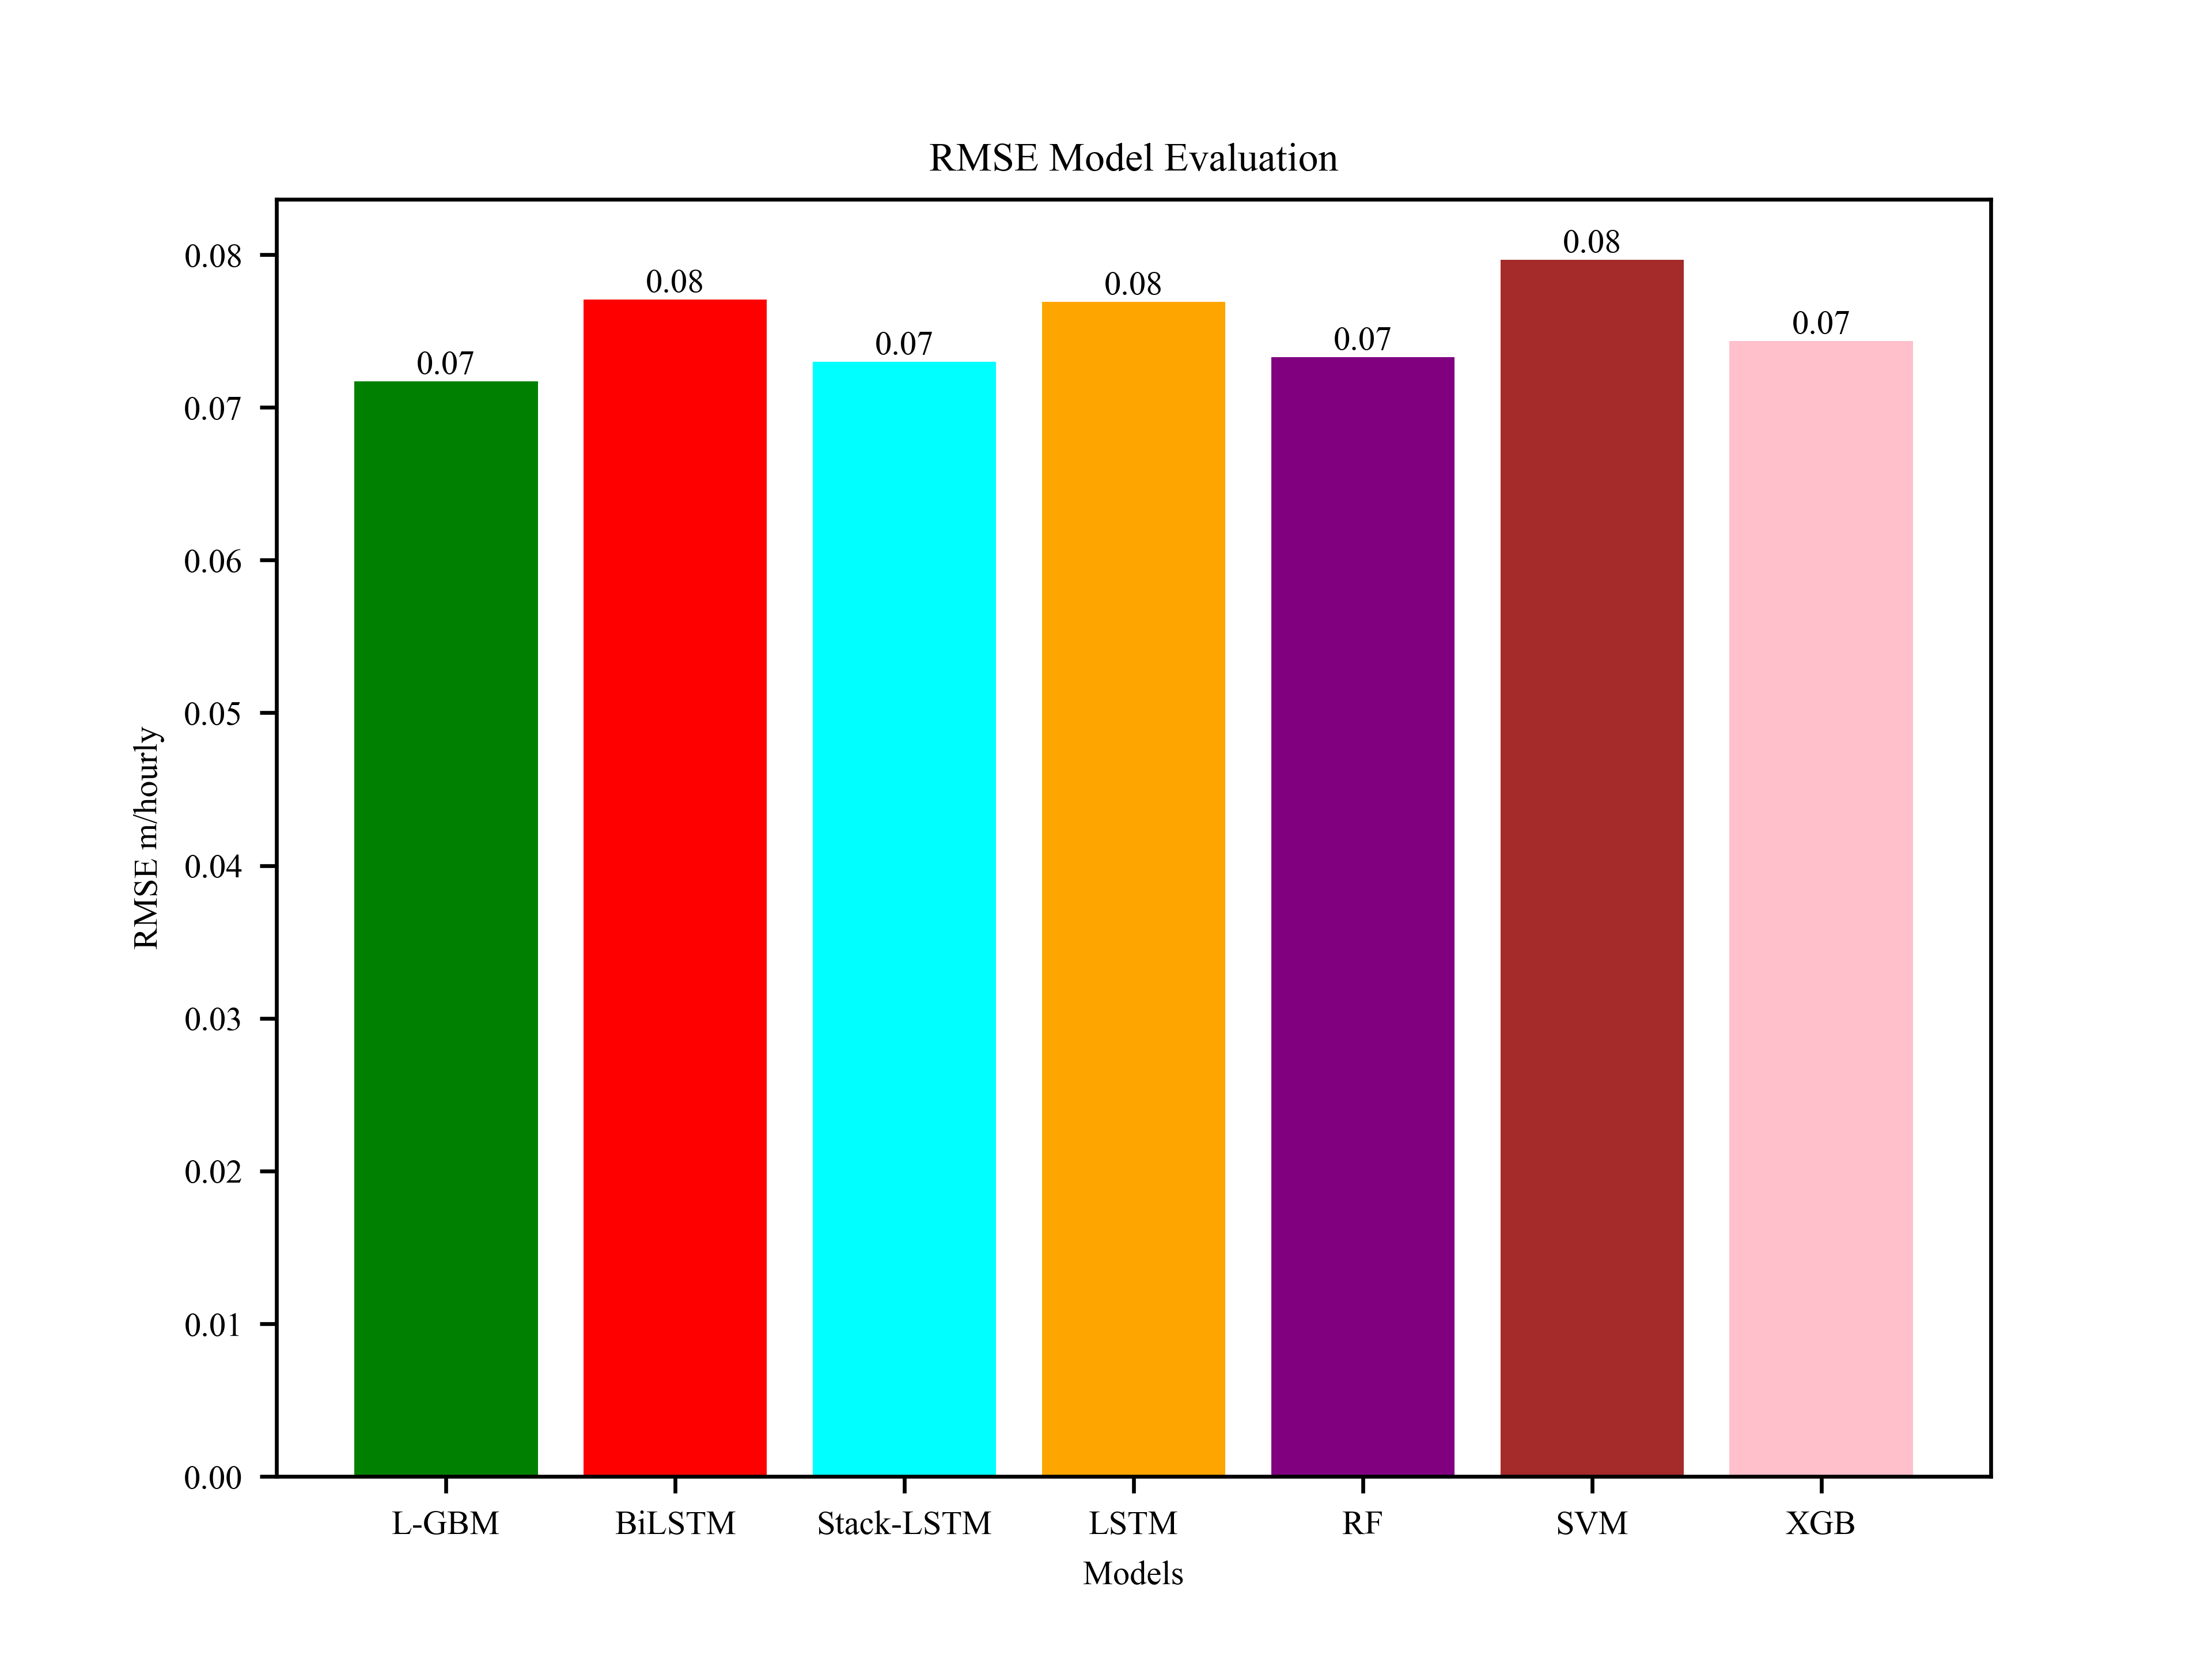 RMSE Model Evaluation
0.08
0.07
0.06
0.05
0.04
0.03
0.02
0.01
0.00
RMSE m/hourly
0.07
0.08
0.07
0.08
0.07
0.08
0.07
L-GBM
BiLSTM
Stack-LSTM
LSTM
RF
SVM
XGB
Models